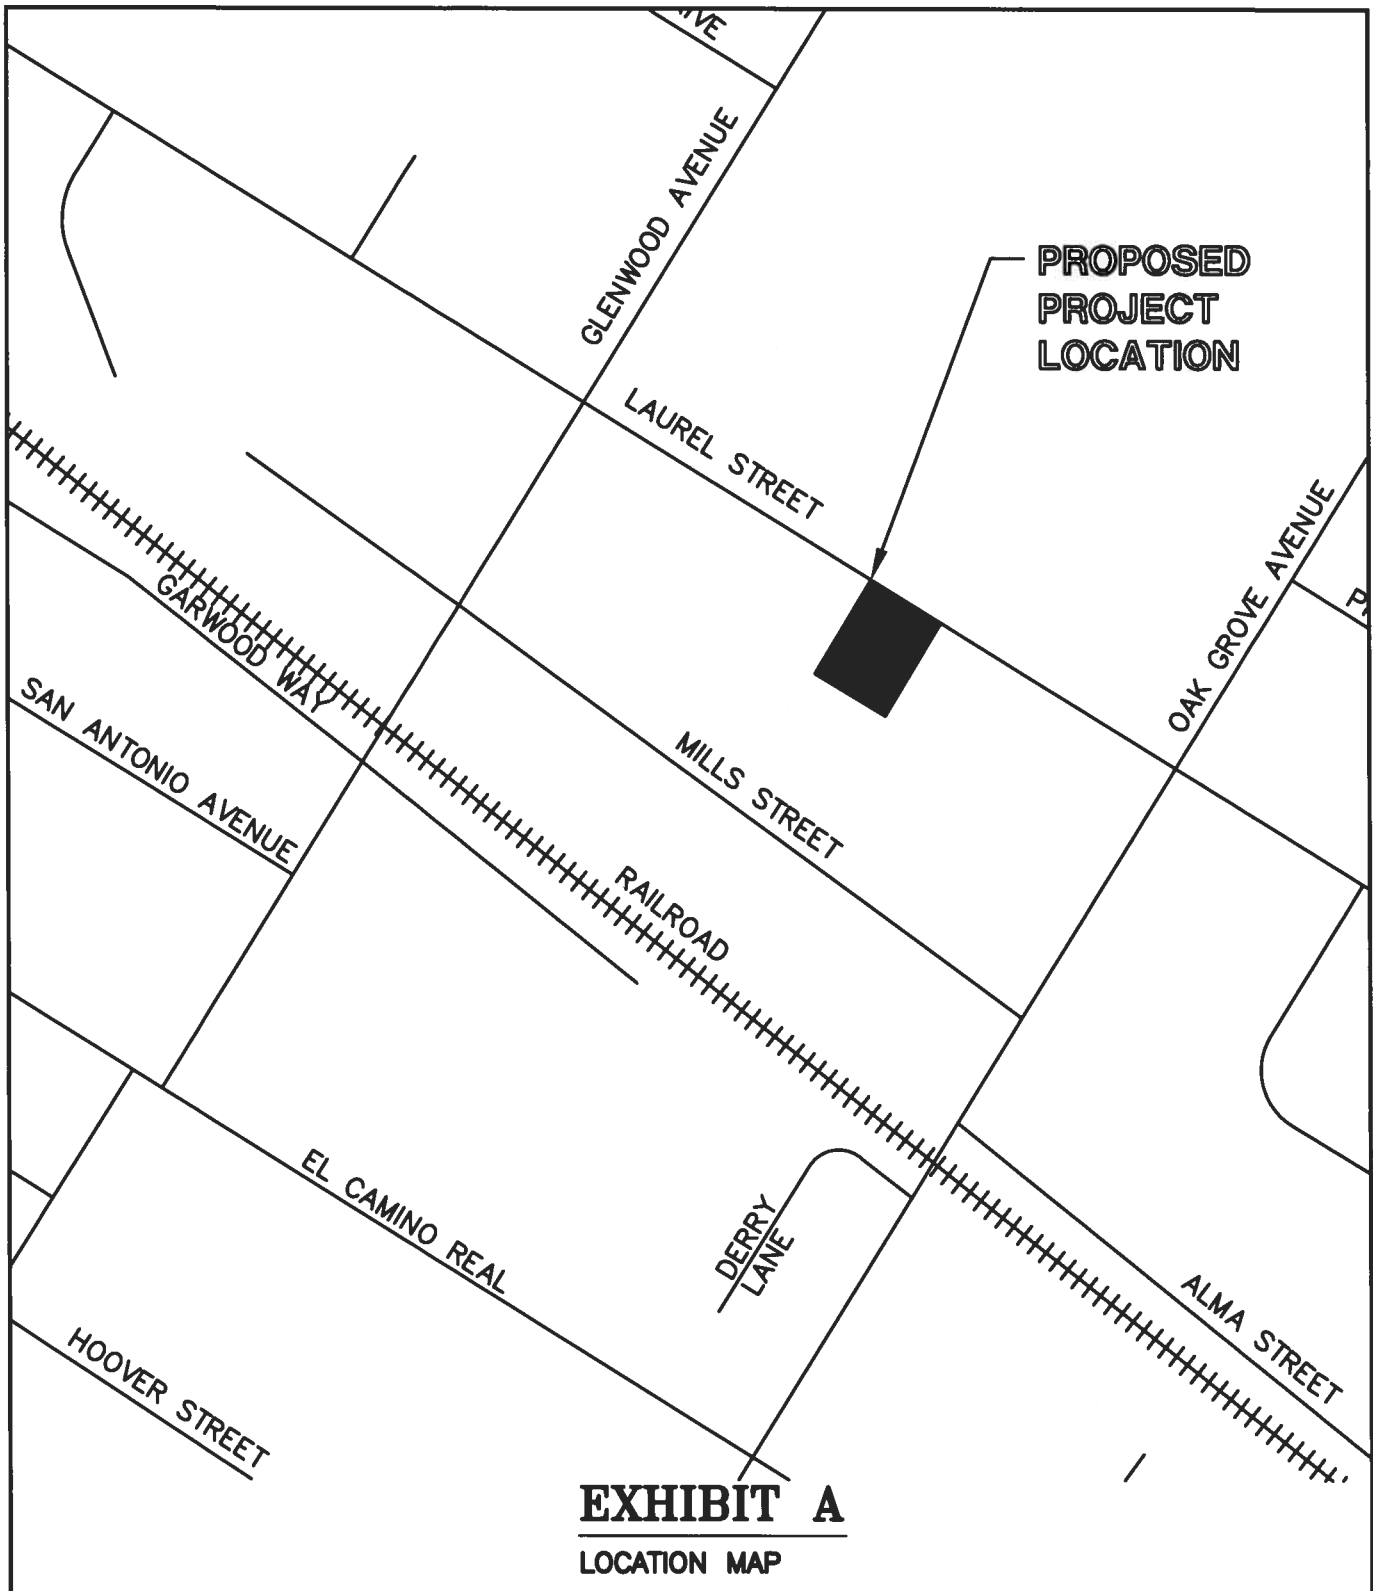 GLENWOOD AVENUE
PROPOSED
PROJECT
LOCATION
LAUREL STREET
OAK GROVE AVENUE
GARWOOD WAY
SAN ANTONIO AVENUE
MILLS STREET
RAILROAD
EL CAMINO REAL
DERRY
LANE
ALMA STREET
HOOVER STREET
EXHIBIT A
LOCATION MAP